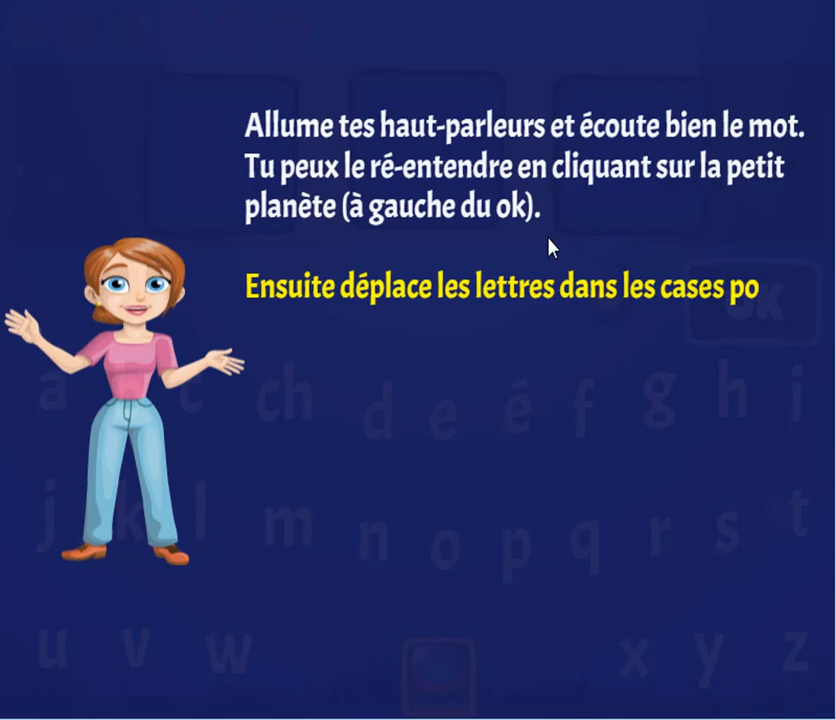 Allume tes haut-parleurs et écoute bien le mot.
Tu peux le ré-entendre en cliquant sur la petit
planète (à gauche du ok).
Ensuite déplace les lettres dans les cases po
OK
a c ch d e é f g h i
j k l m n o p q r s t
u v w x y z